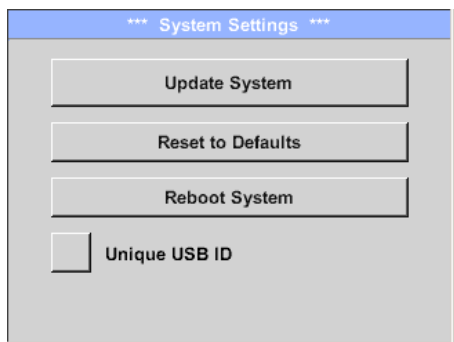 *** System Settings ***
Update System
Reset to Defaults
Reboot System
Unique USB ID